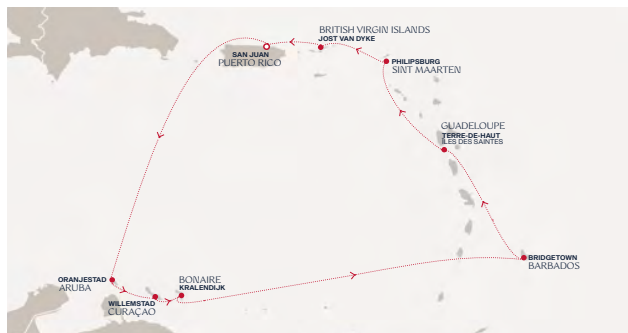 BRITISH VIRGIN ISLANDS
JOST VAN DYKE
SAN JUAN
PUERTO RICO
PHILIPSBURG
SINT MAARTEN
GUADELOUPE
TERRE-DE-HAUT
ÎLES DES SAINTES
BRIDGETOWN
BARBADOS
BONAIRE
KRALENDIJK
ORANJESTAD
ARUBA
WILLEMSTAD
CURAÇAO